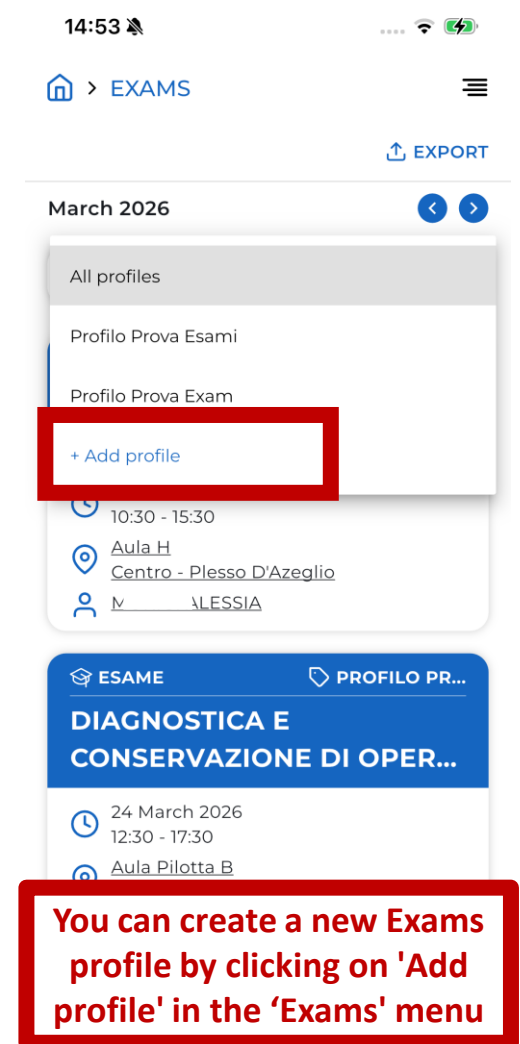 14:53
> EXAMS
EXPORT
March 2026
All profiles
Profilo Prova Esami
Profilo Prova Exam
+ Add profile
10:30 - 15:30
Aula H
Centro - Plesso D'Azeglio
ALESSIA
ESAME PROFILO PR...
DIAGNOSTICA E
CONSERVAZIONE DI OPER...
24 March 2026
12:30 - 17:30
Aula Pilotta B
You can create a new Exams
profile by clicking on 'Add
profile' in the ‘Exams' menu